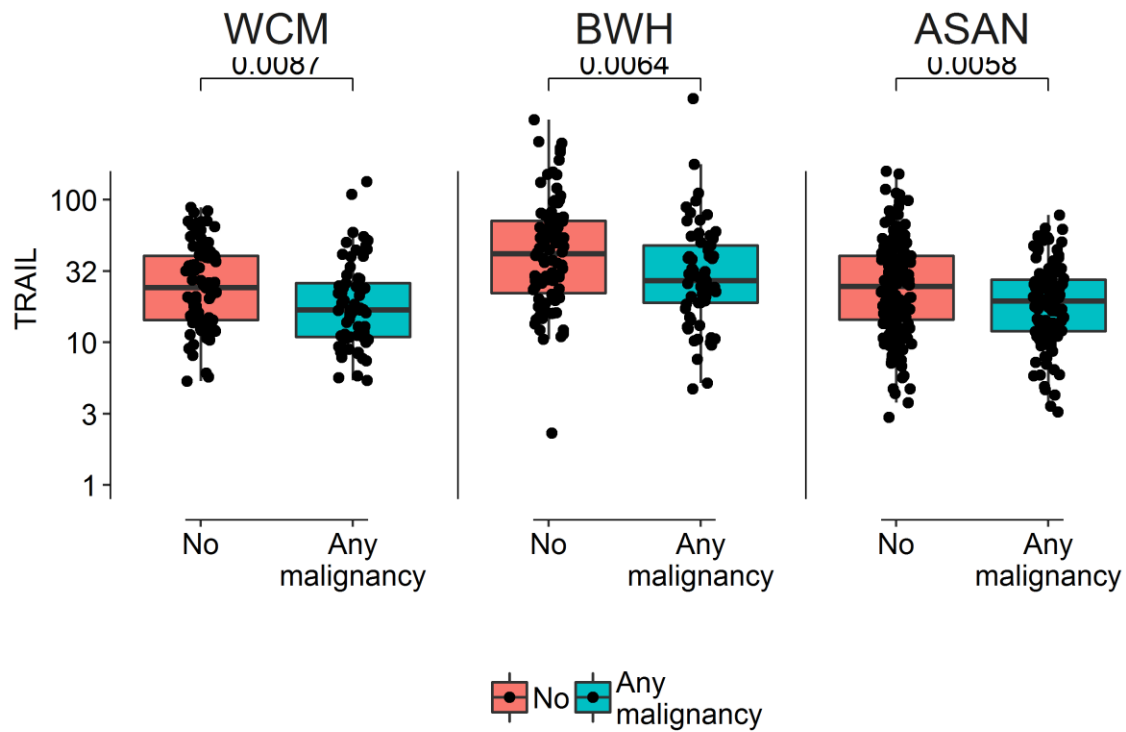 WCM BWH ASAN
0.0087 0.0064 0.0058
TRAIL
100
32
10
3
1
No Any malignancy No Any malignancy No Any malignancy
No Any malignancy